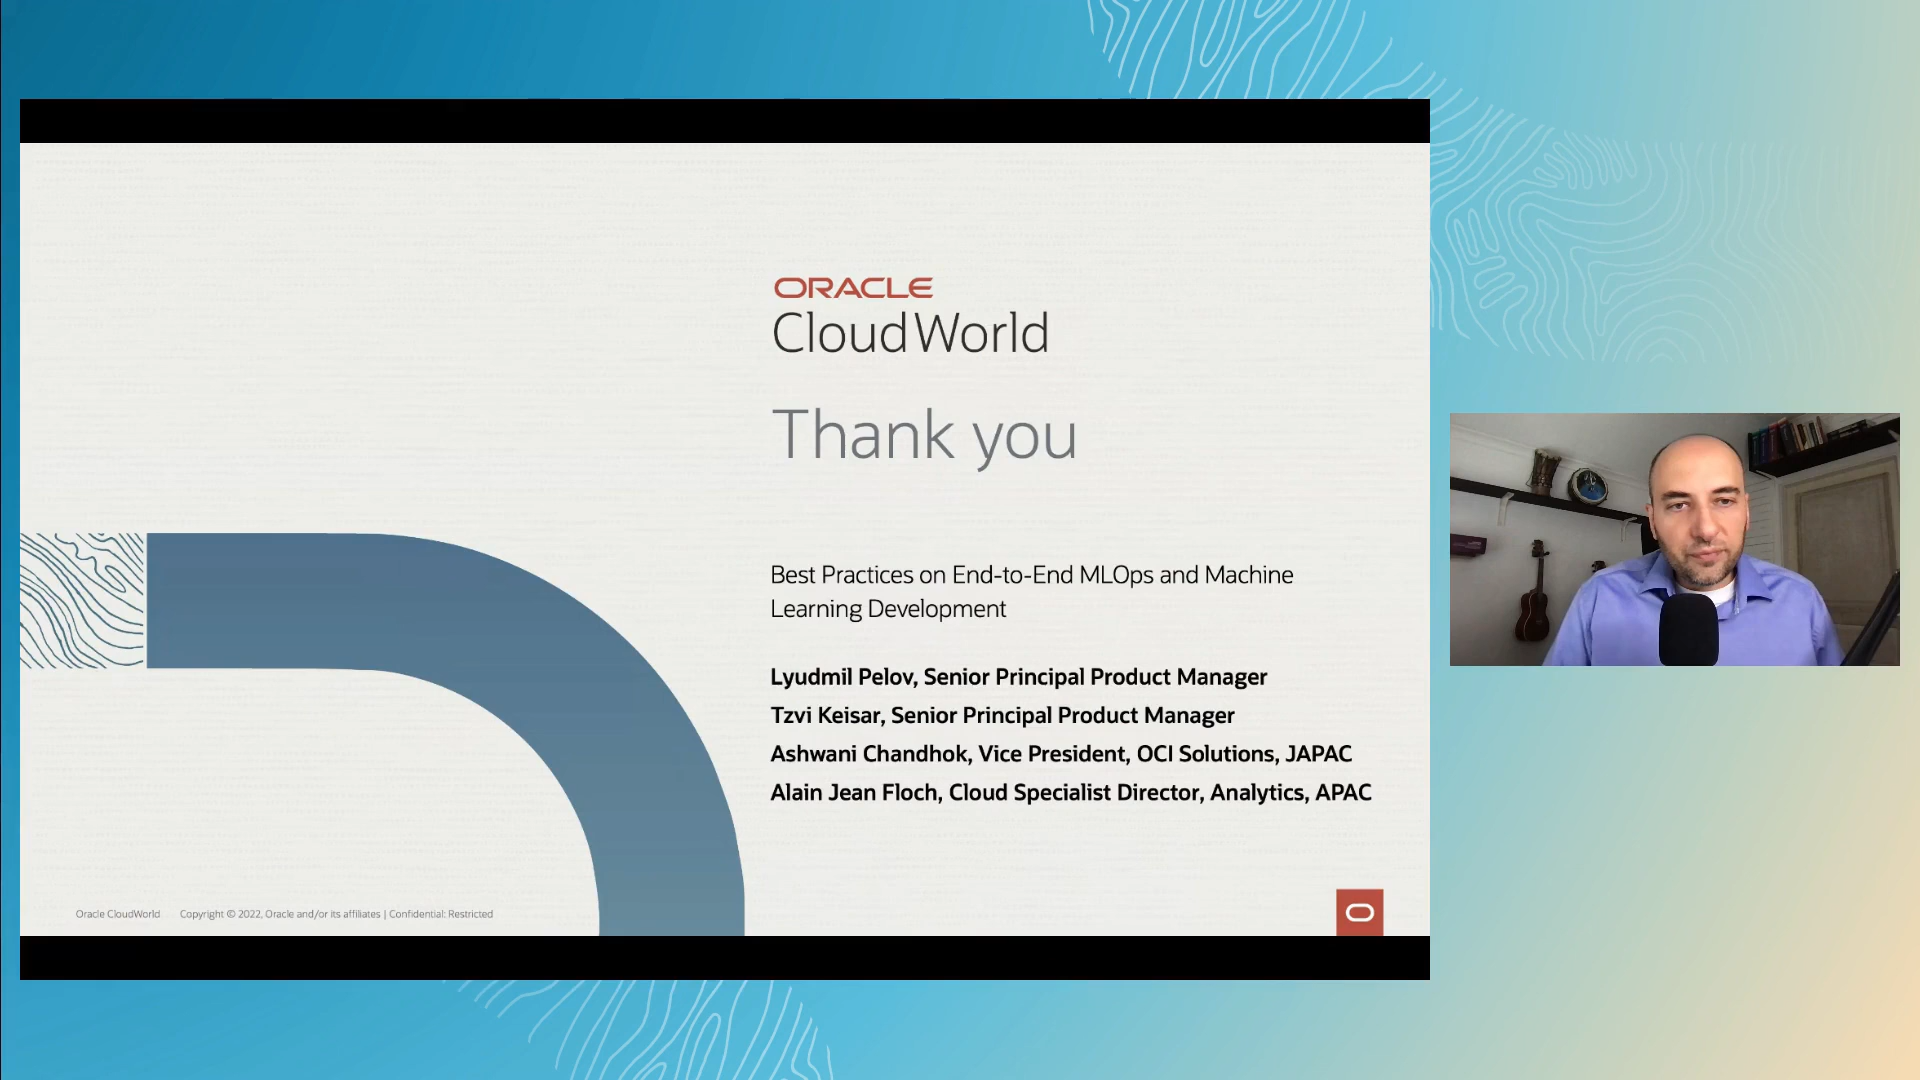 ORACLE
CloudWorld
Thank you
Best Practices on End-to-End MLOps and Machine
Learning Development
Lyudmil Pelov, Senior Principal Product Manager
Tzvi Keisar, Senior Principal Product Manager
Ashwani Chandhok, Vice President, OCI Solutions, JAPAC
Alain Jean Floch, Cloud Specialist Director, Analytics, APAC
Oracle CloudWorld Copyright © 2022, Oracle and/or its affiliates | Confidential: Restricted